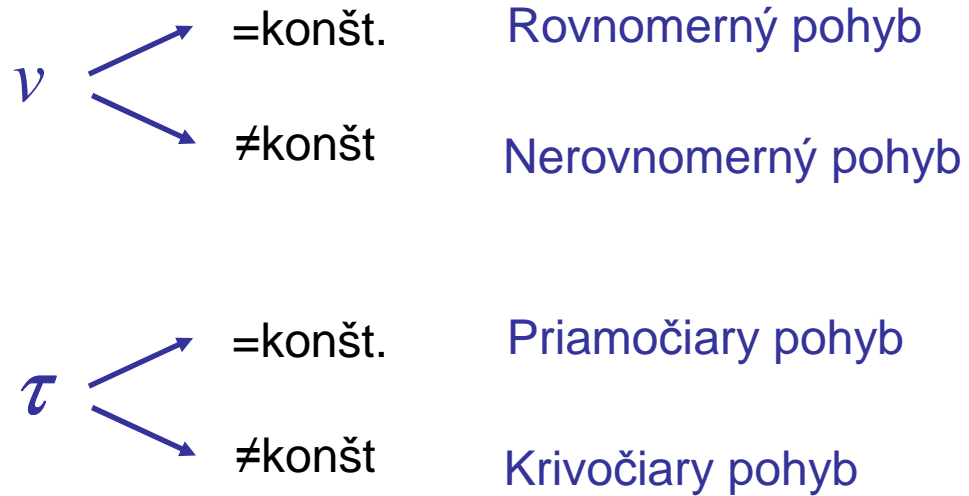 =konšt. Rovnomerný pohyb
v
≠konšt Nerovnomerný pohyb
=konšt. Priamočiary pohyb
τ
≠konšt Krivočiary pohyb